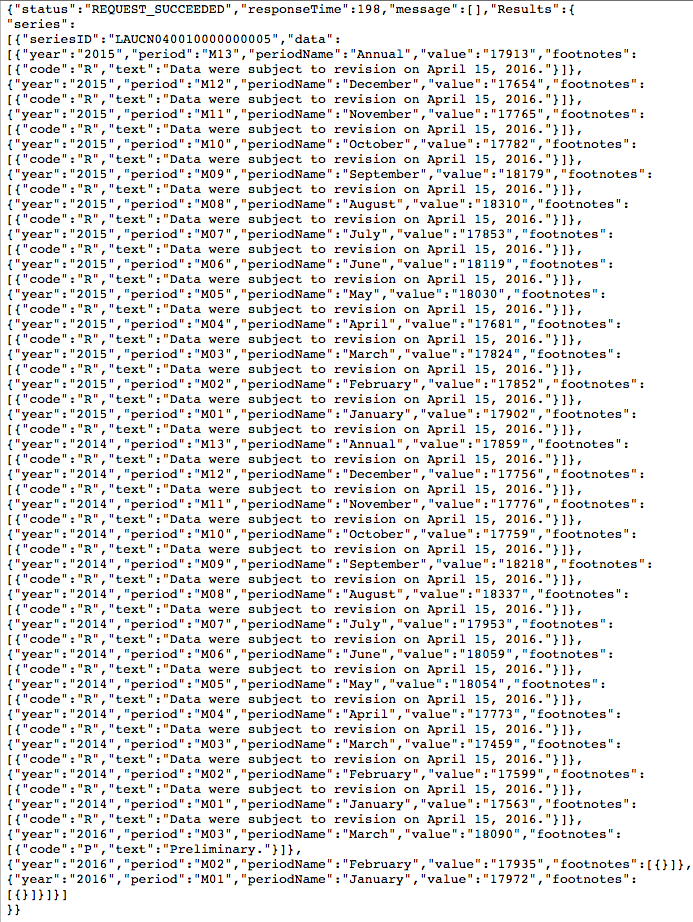 {"status":"REQUEST_SUCCEEDED","responseTime":198,"message":[],"Results":{
"series":
[{"seriesID":"LAUCN040010000000005","data":
[{"year":"2015","period":"M13","periodName":"Annual","value":"17913","footnotes":
[{"code":"R","text":"Data were subject to revision on April 15, 2016."}]},
{"year":"2015","period":"M12","periodName":"December","value":"17654","footnotes":
[{"code":"R","text":"Data were subject to revision on April 15, 2016."}]},
{"year":"2015","period":"M11","periodName":"November","value":"17765","footnotes":
[{"code":"R","text":"Data were subject to revision on April 15, 2016."}]},
{"year":"2015","period":"M10","periodName":"October","value":"17782","footnotes":
[{"code":"R","text":"Data were subject to revision on April 15, 2016."}]},
{"year":"2015","period":"M09","periodName":"September","value":"18179","footnotes":
[{"code":"R","text":"Data were subject to revision on April 15, 2016."}]},
{"year":"2015","period":"M08","periodName":"August","value":"18310","footnotes":
[{"code":"R","text":"Data were subject to revision on April 15, 2016."}]},
{"year":"2015","period":"M07","periodName":"July","value":"17853","footnotes":
[{"code":"R","text":"Data were subject to revision on April 15, 2016."}]},
{"year":"2015","period":"M06","periodName":"June","value":"18119","footnotes":
[{"code":"R","text":"Data were subject to revision on April 15, 2016."}]},
{"year":"2015","period":"M05","periodName":"May","value":"18030","footnotes":
[{"code":"R","text":"Data were subject to revision on April 15, 2016."}]},
{"year":"2015","period":"M04","periodName":"April","value":"17681","footnotes":
[{"code":"R","text":"Data were subject to revision on April 15, 2016."}]},
{"year":"2015","period":"M03","periodName":"March","value":"17824","footnotes":
[{"code":"R","text":"Data were subject to revision on April 15, 2016."}]},
{"year":"2015","period":"M02","periodName":"February","value":"17852","footnotes":
[{"code":"R","text":"Data were subject to revision on April 15, 2016."}]},
{"year":"2015","period":"M01","periodName":"January","value":"17902","footnotes":
[{"code":"R","text":"Data were subject to revision on April 15, 2016."}]},
{"year":"2014","period":"M13","periodName":"Annual","value":"17859","footnotes":
[{"code":"R","text":"Data were subject to revision on April 15, 2016."}]},
{"year":"2014","period":"M12","periodName":"December","value":"17756","footnotes":
[{"code":"R","text":"Data were subject to revision on April 15, 2016."}]},
{"year":"2014","period":"M11","periodName":"November","value":"17776","footnotes":
[{"code":"R","text":"Data were subject to revision on April 15, 2016."}]},
{"year":"2014","period":"M10","periodName":"October","value":"17759","footnotes":
[{"code":"R","text":"Data were subject to revision on April 15, 2016."}]},
{"year":"2014","period":"M09","periodName":"September","value":"18218","footnotes":
[{"code":"R","text":"Data were subject to revision on April 15, 2016."}]},
{"year":"2014","period":"M08","periodName":"August","value":"18337","footnotes":
[{"code":"R","text":"Data were subject to revision on April 15, 2016."}]},
{"year":"2014","period":"M07","periodName":"July","value":"17953","footnotes":
[{"code":"R","text":"Data were subject to revision on April 15, 2016."}]},
{"year":"2014","period":"M06","periodName":"June","value":"18059","footnotes":
[{"code":"R","text":"Data were subject to revision on April 15, 2016."}]},
{"year":"2014","period":"M05","periodName":"May","value":"18054","footnotes":
[{"code":"R","text":"Data were subject to revision on April 15, 2016."}]},
{"year":"2014","period":"M04","periodName":"April","value":"17773","footnotes":
[{"code":"R","text":"Data were subject to revision on April 15, 2016."}]},
{"year":"2014","period":"M03","periodName":"March","value":"17459","footnotes":
[{"code":"R","text":"Data were subject to revision on April 15, 2016."}]},
{"year":"2014","period":"M02","periodName":"February","value":"17599","footnotes":
[{"code":"R","text":"Data were subject to revision on April 15, 2016."}]},
{"year":"2014","period":"M01","periodName":"January","value":"17563","footnotes":
[{"code":"R","text":"Data were subject to revision on April 15, 2016."}]},
{"year":"2016","period":"M03","periodName":"March","value":"18090","footnotes":
[{"code":"P","text":"Preliminary."}]},
{"year":"2016","period":"M02","periodName":"February","value":"17935","footnotes":[{}]},
{"year":"2016","period":"M01","periodName":"January","value":"17972","footnotes":
[{}]}]}]
}}